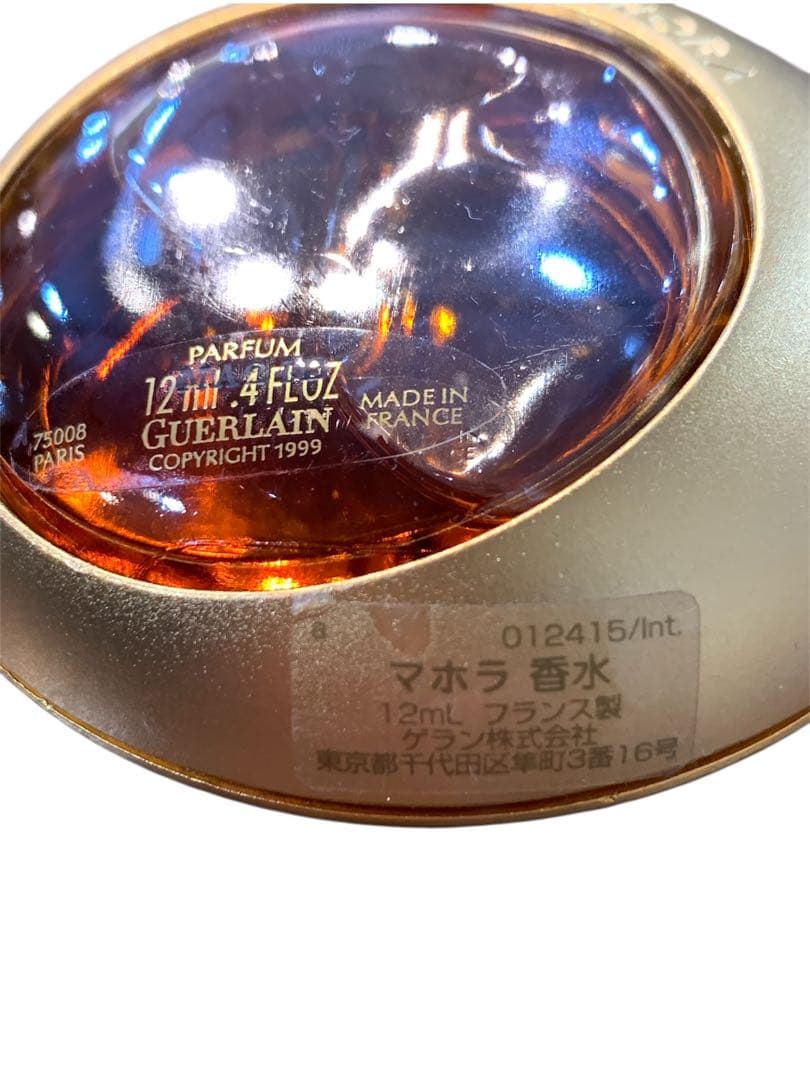 PARFUM
12 ml .4 FL OZ
GUERLAIN
COPYRIGHT 1999
MADE IN
FRANCE
75008
PARIS
a 012415/Int.
マホラ 香水
12mL フランス製
ゲラン株式会社
東京都千代田区隼町3番16号